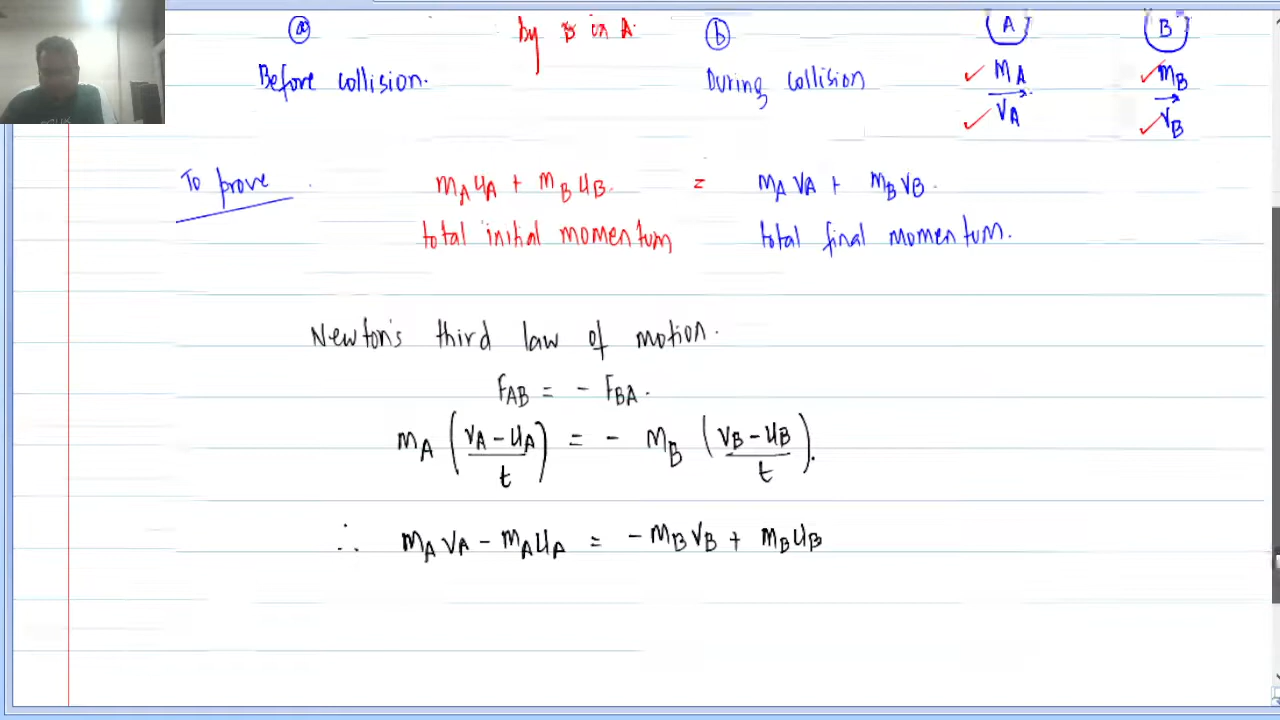 (a) by B in A. (b) A B
Before collision. During collision ✓ MA ✓ mB
✓ VA ✓ VB
To prove mAuA + mBuB. = mAvA + mBvB.
total initial momentum total final momentum.
Newton's third law of motion.
FAB = - FBA.
mA (vA - uA / t) = - mB (vB - uB / t).
∴ mAvA - mAuA = - mBvB + mBuB